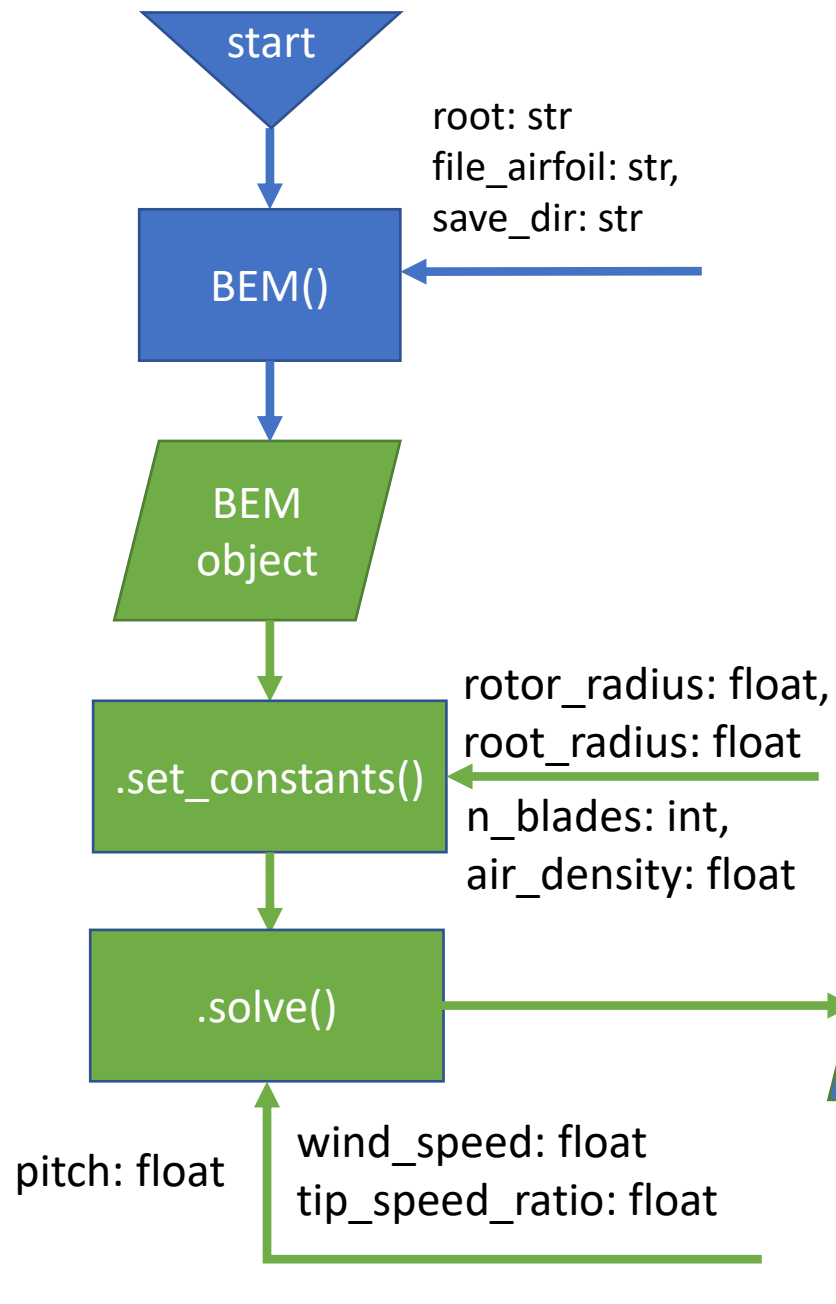 start
root: str
file_airfoil: str,
save_dir: str
BEM()
BEM
object
rotor_radius: float,
root_radius: float
.set_constants()
n_blades: int,
air_density: float
.solve()
pitch: float
wind_speed: float
tip_speed_ratio: float